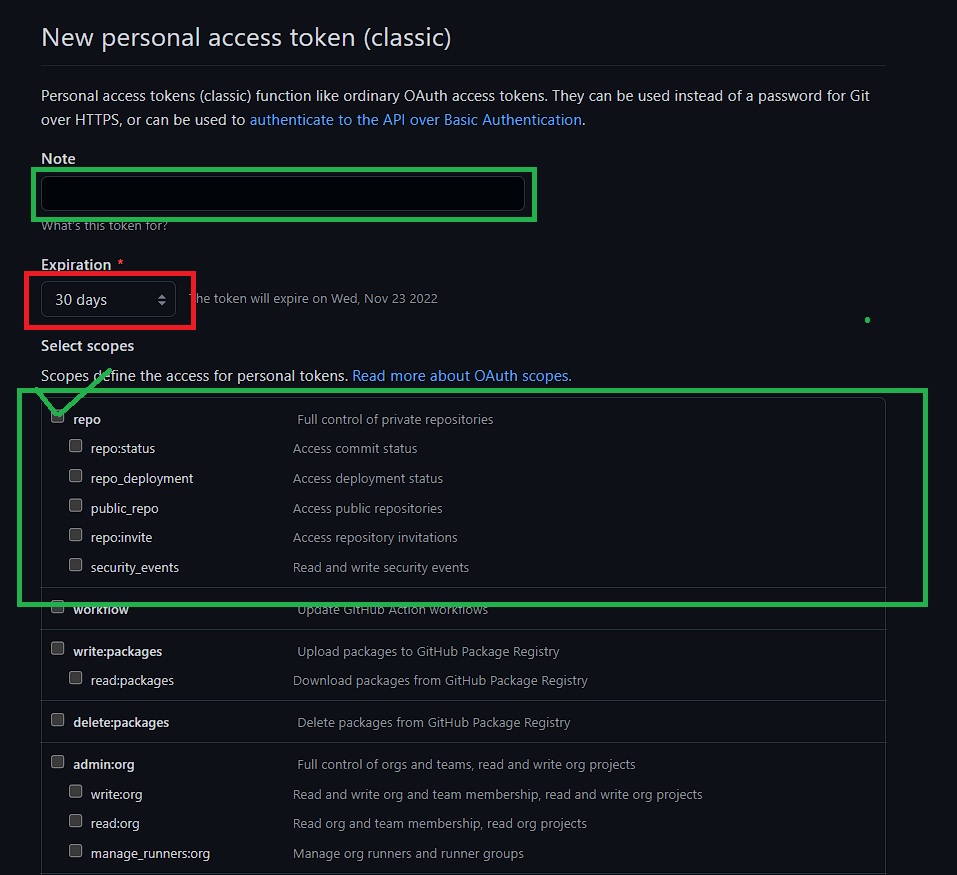 New personal access token (classic)
Personal access tokens (classic) function like ordinary OAuth access tokens. They can be used instead of a password for Git
over HTTPS, or can be used to authenticate to the API over Basic Authentication.
Note
What's this token for?
Expiration *
30 days The token will expire on Wed, Nov 23 2022
Select scopes
Scopes define the access for personal tokens. Read more about OAuth scopes.
repo Full control of private repositories
repo:status Access commit status
repo_deployment Access deployment status
public_repo Access public repositories
repo:invite Access repository invitations
security_events Read and write security events
workflow Update GitHub Action workflows
write:packages Upload packages to GitHub Package Registry
read:packages Download packages from GitHub Package Registry
delete:packages Delete packages from GitHub Package Registry
admin:org Full control of orgs and teams, read and write org projects
write:org Read and write org and team membership, read and write org projects
read:org Read org and team membership, read org projects
manage_runners:org Manage org runners and runner groups